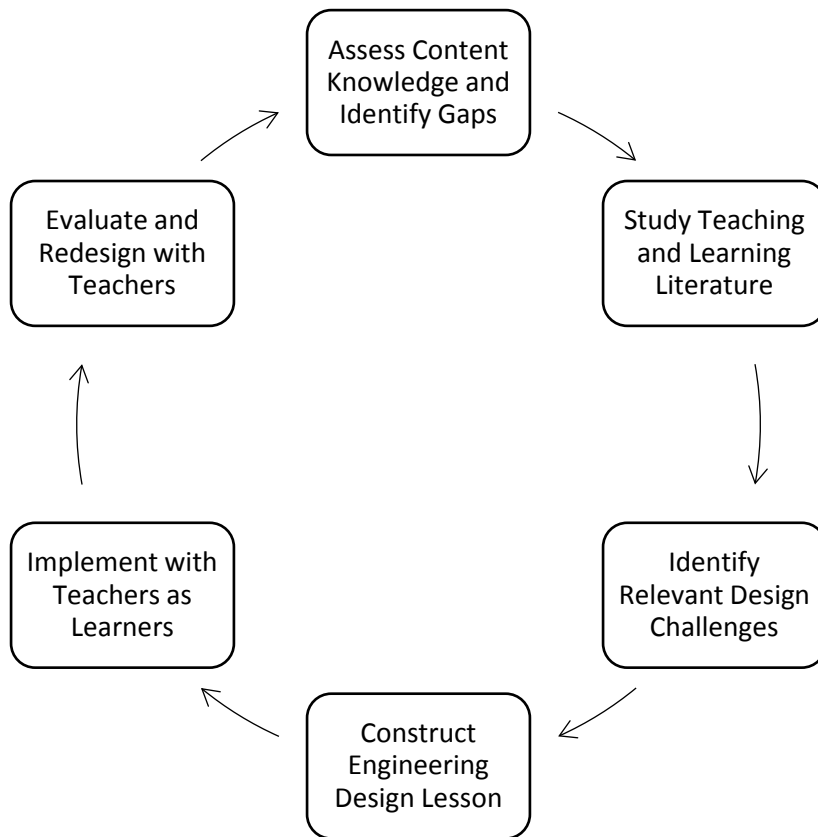 Assess Content
Knowledge and
Identify Gaps
Study Teaching
and Learning
Literature
Identify
Relevant Design
Challenges
Construct
Engineering
Design Lesson
Implement with
Teachers as
Learners
Evaluate and
Redesign with
Teachers